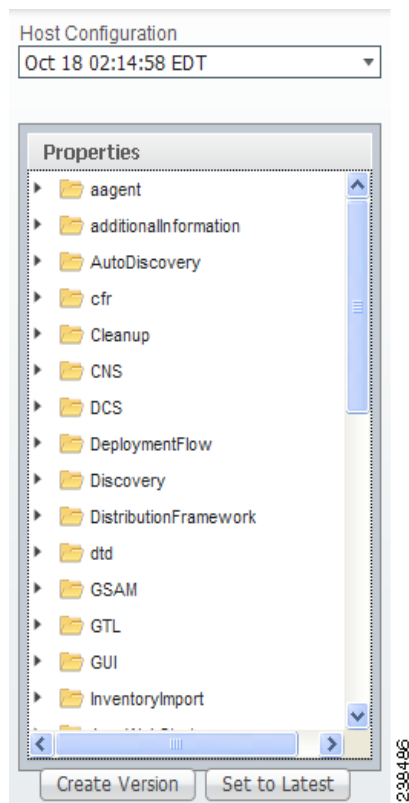 Host Configuration
Oct 18 02:14:58 EDT
Properties
aagent
additionalInformation
AutoDiscovery
cfr
Cleanup
CNS
DCS
DeploymentFlow
Discovery
DistributionFramework
dtd
GSAM
GTL
GUI
InventoryImport
Create Version
Set to Latest
238486